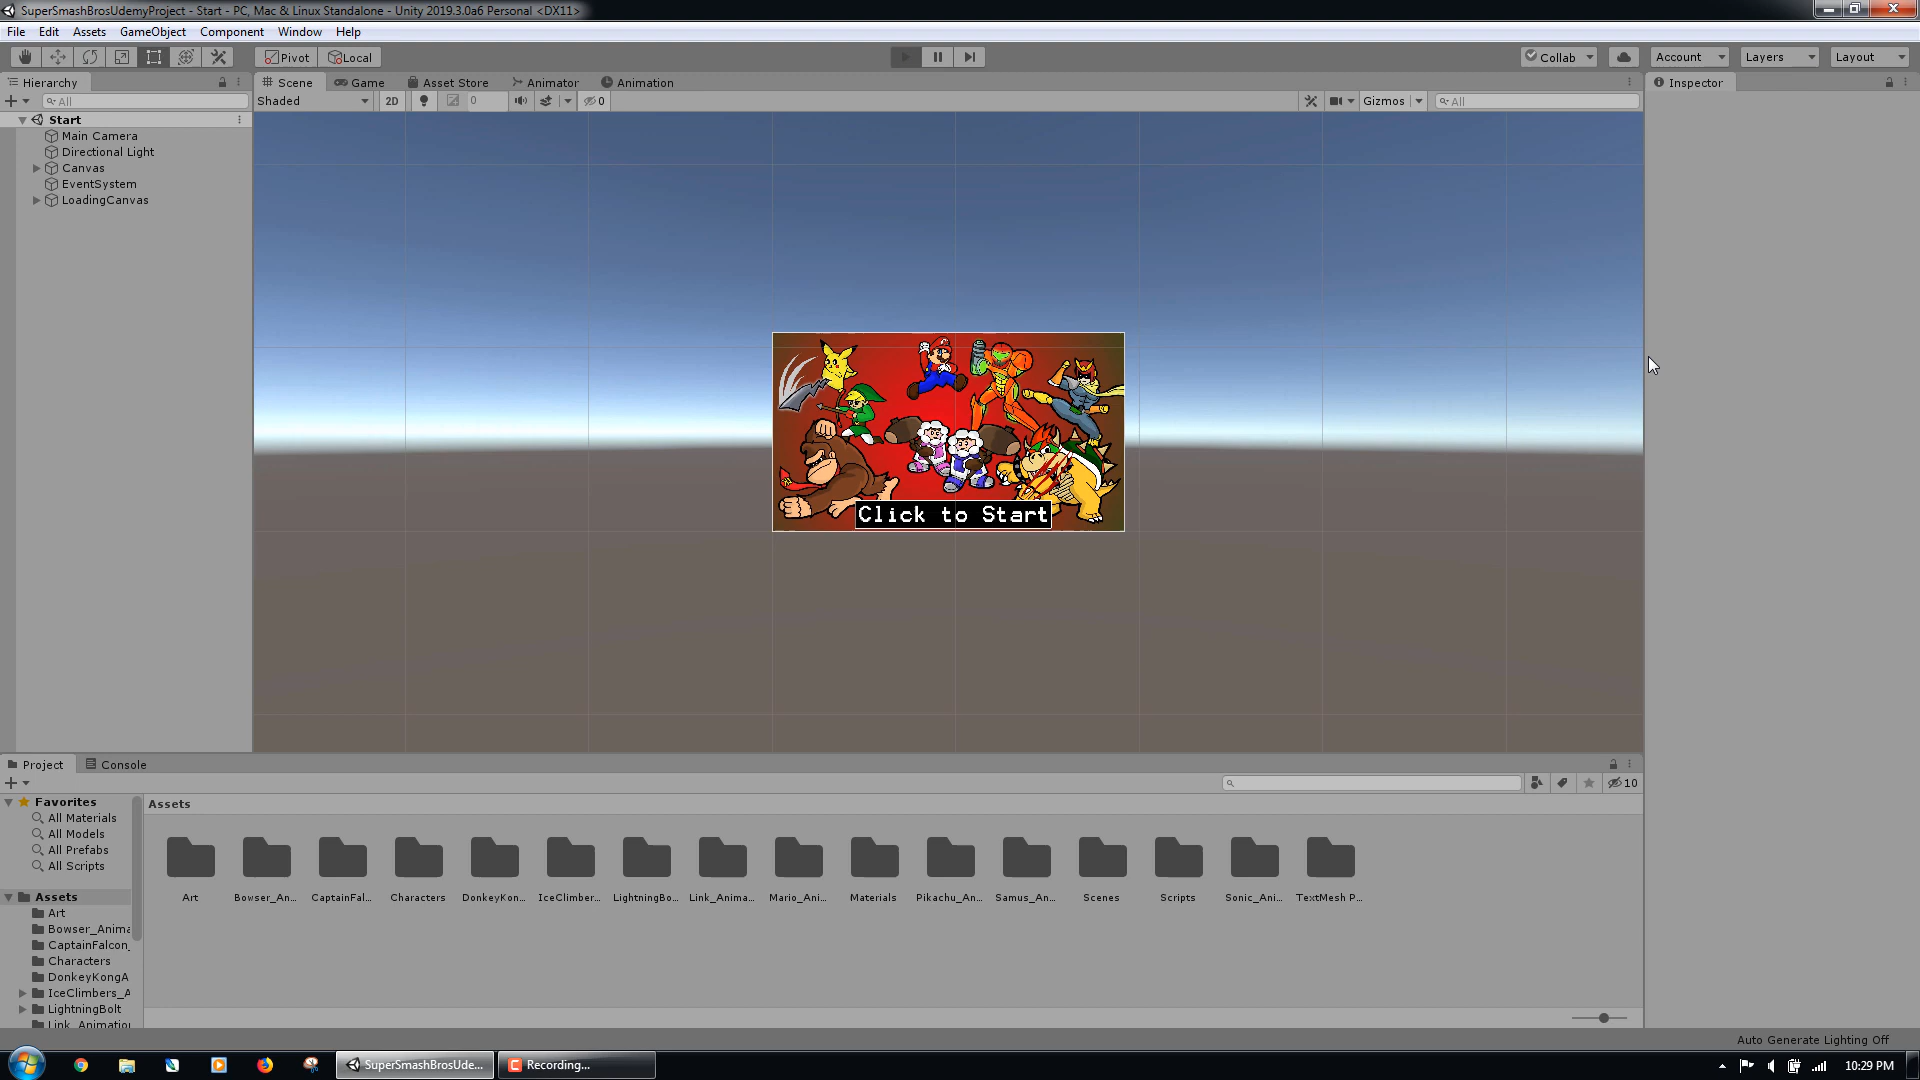 SuperSmashBrosUdemyProject - Start - PC, Mac & Linux Standalone - Unity 2019.3.0a6 Personal <DX11>
File Edit Assets GameObject Component Window Help
Pivot Local Collab Account Layers Layout
Hierarchy Scene Game Asset Store Animator Animation Inspector
All Shaded 2D 0 0 Gizmos All
Start
Main Camera
Directional Light
Canvas
EventSystem
LoadingCanvas
Click to Start
Project Console
10
Favorites
All Materials
All Models
All Prefabs
All Scripts
Assets
Art
Bowser_Anima
CaptainFalcon_
Characters
DonkeyKongA
IceClimbers_A
LightningBolt
Link_Animation
Assets
Art Bowser_An... CaptainFal... Characters DonkeyKon... IceClimber... LightningBo... Link_Anima... Mario_Ani... Materials Pikachu_An... Samus_An... Scenes Scripts Sonic_Ani... TextMesh P...
Auto Generate Lighting Off
SuperSmashBrosUde... Recording... 10:29 PM